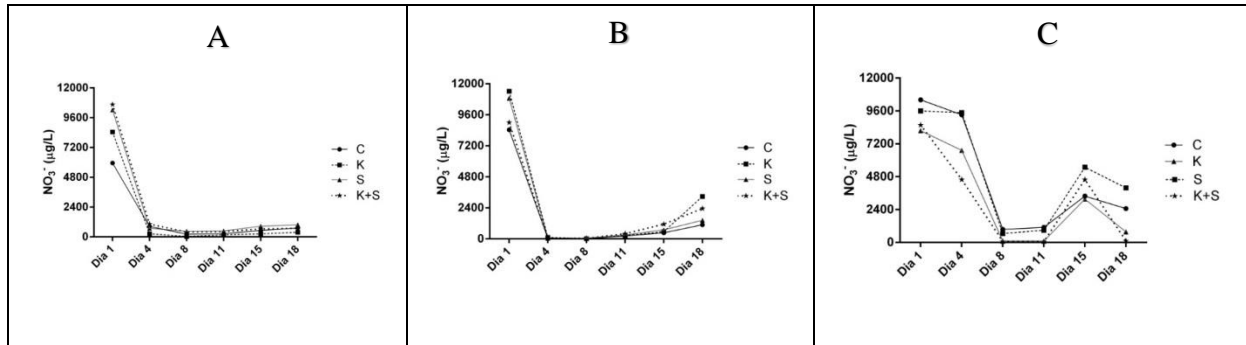 A
NO₃⁻ (µg/L)
12000
9600
7200
4800
2400
0
Dia 1
Dia 4
Dia 8
Dia 11
Dia 15
Dia 18
C
K
S
K+S
B
NO₃⁻ (µg/L)
12000
9600
7200
4800
2400
0
Dia 1
Dia 4
Dia 8
Dia 11
Dia 15
Dia 18
C
K
S
K+S
C
NO₃⁻ (µg/L)
12000
9600
7200
4800
2400
0
Dia 1
Dia 4
Dia 8
Dia 11
Dia 15
Dia 18
C
K
S
K+S